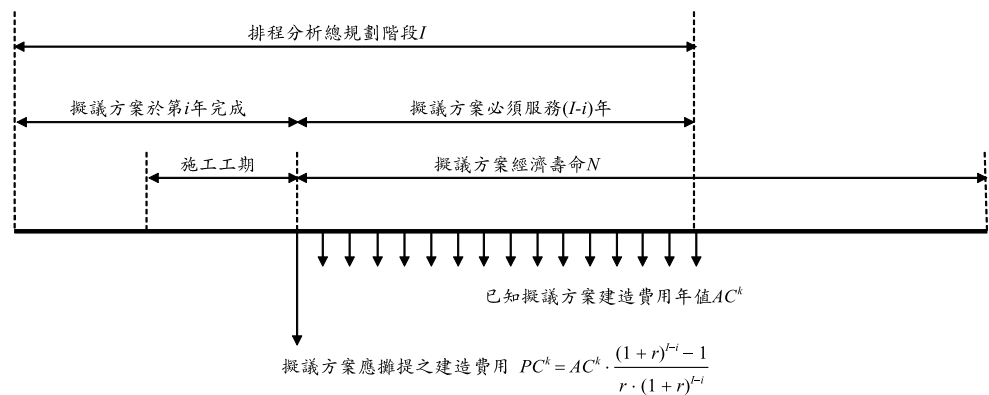 排程分析總規劃階段I
擬議方案於第i年完成 擬議方案必須服務(I-i)年
施工工期 擬議方案經濟壽命N
已知擬議方案建造費用年值AC^k
擬議方案應攤提之建造費用 PC^k = AC^k · \frac{(1+r)^{I-i} - 1}{r · (1+r)^{I-i}}